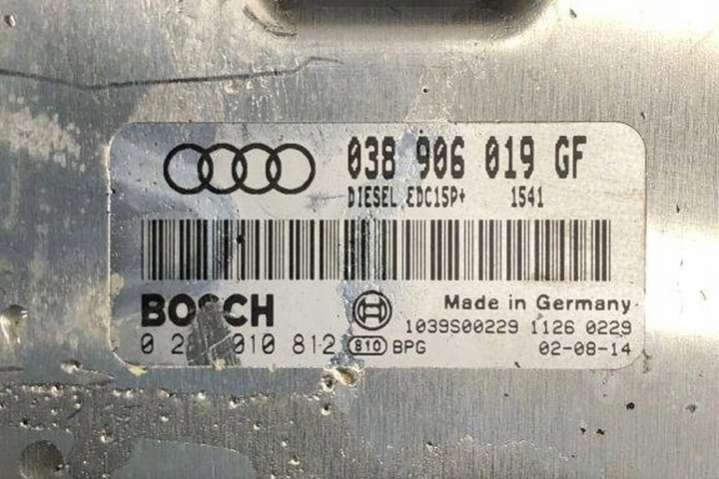 038 906 019 GF
DIESEL EDC15P+ 1541
BOSCH
Made in Germany
1039S00229 1126 0229
0 010 812 810 BPG 02-08-14